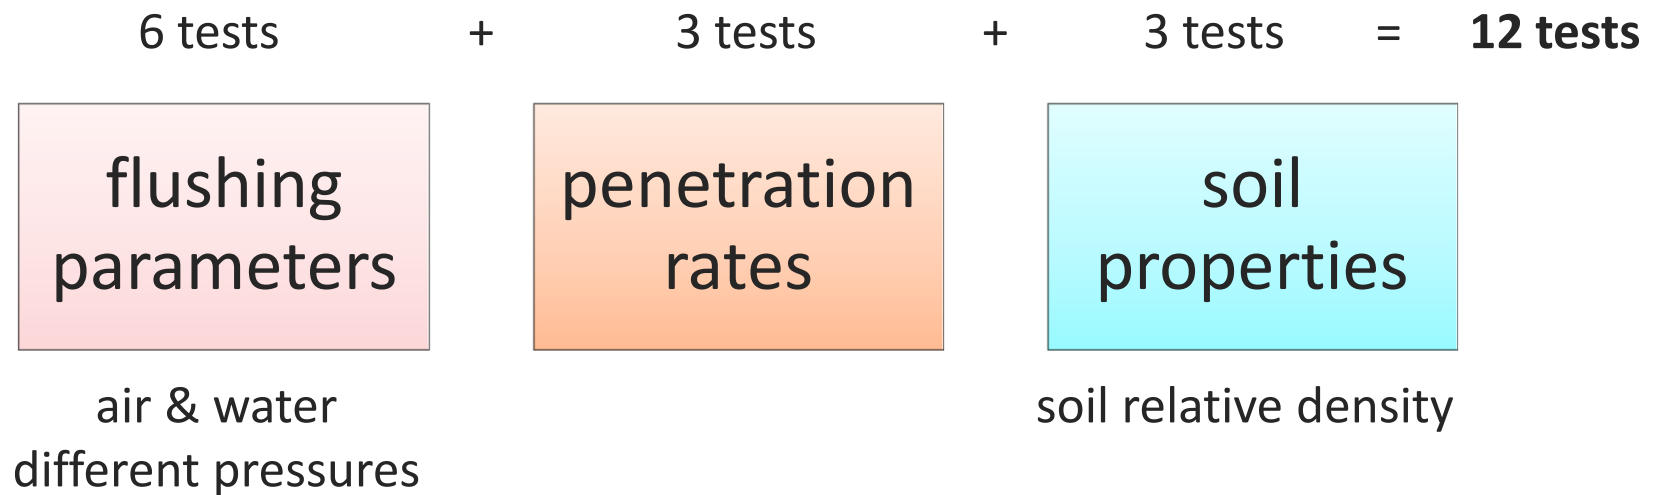 6 tests + 3 tests + 3 tests = 12 tests
flushing
parameters
penetration
rates
soil
properties
air & water
different pressures
soil relative density